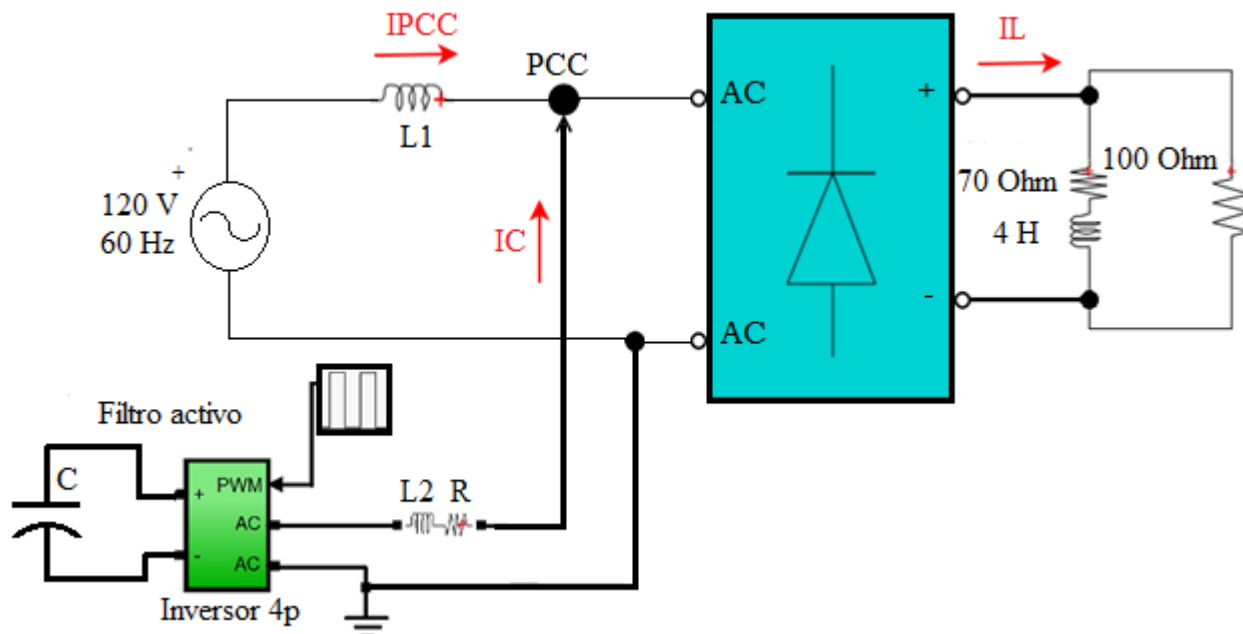 IPCC
PCC
IL
L1
AC
+
+
120 V
60 Hz
IC
70 Ohm
100 Ohm
4 H
AC
-
Filtro activo
C
+
PWM
L2 R
AC
-
AC
Inversor 4p